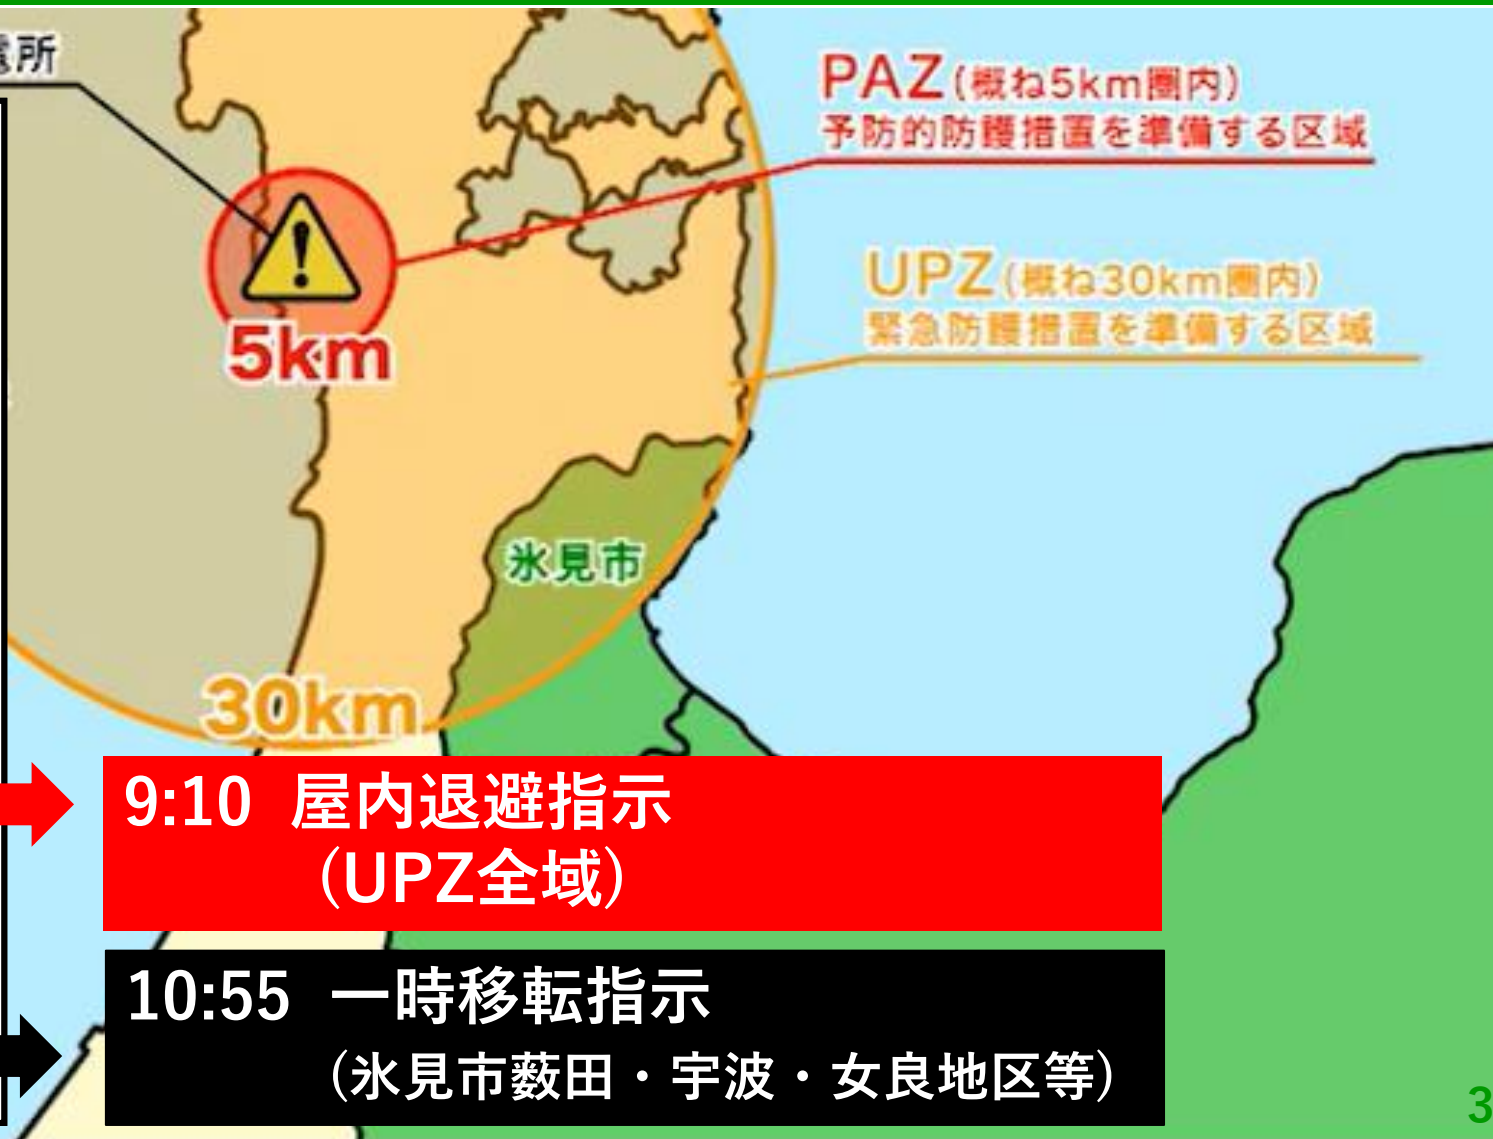 所
PAZ(概ね5km圏内)
予防的防護措置を準備する区域
UPZ(概ね30km圏内)
緊急防護措置を準備する区域
5km
氷見市
30km
9:10 屋内退避指示
(UPZ全域)
10:55 一時移転指示
(氷見市薮田・宇波・女良地区等)
3